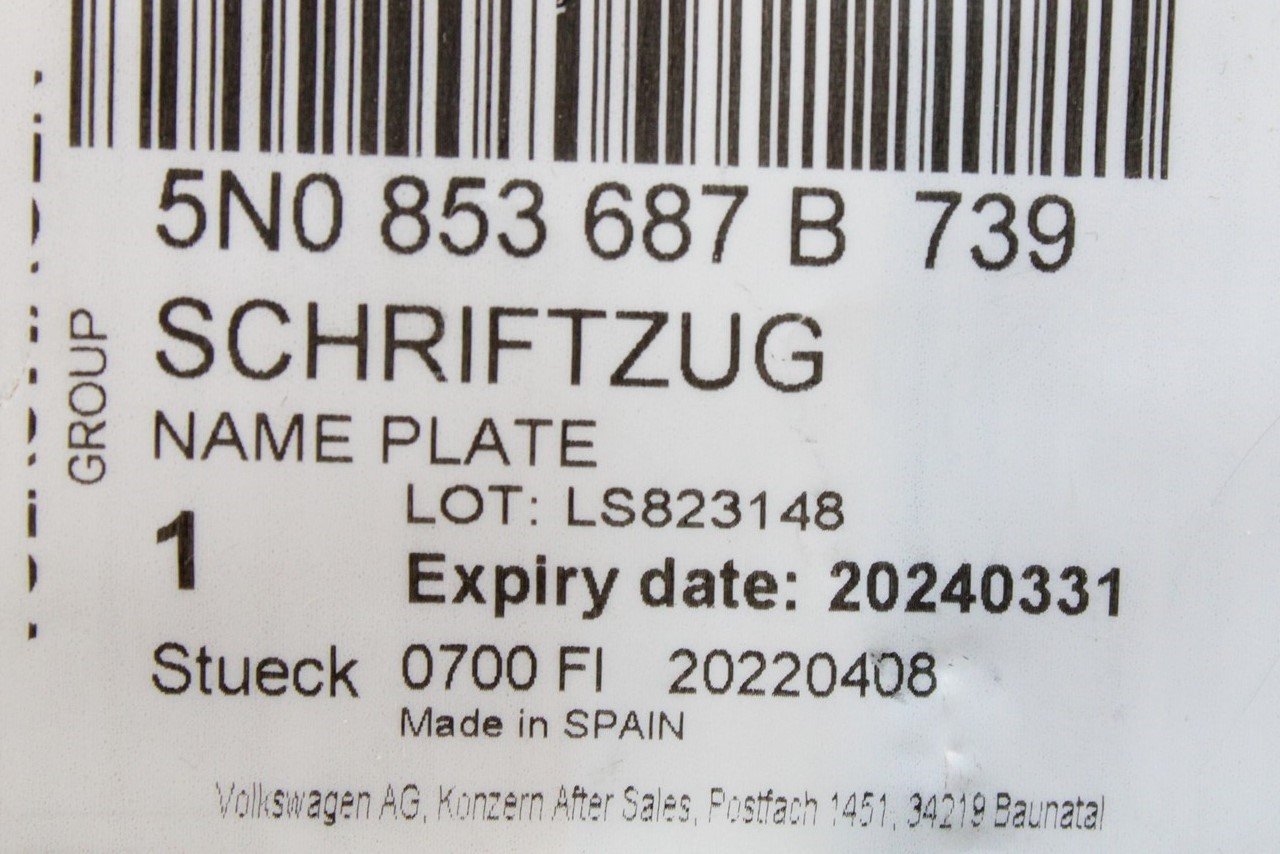 5N0 853 687 B 739
SCHRIFTZUG
GROUP
NAME PLATE
LOT: LS823148
1
Expiry date: 20240331
Stueck 0700 FI 20220408
Made in SPAIN
Volkswagen AG, Konzern After Sales, Postfach 1451, 34219 Baunatal